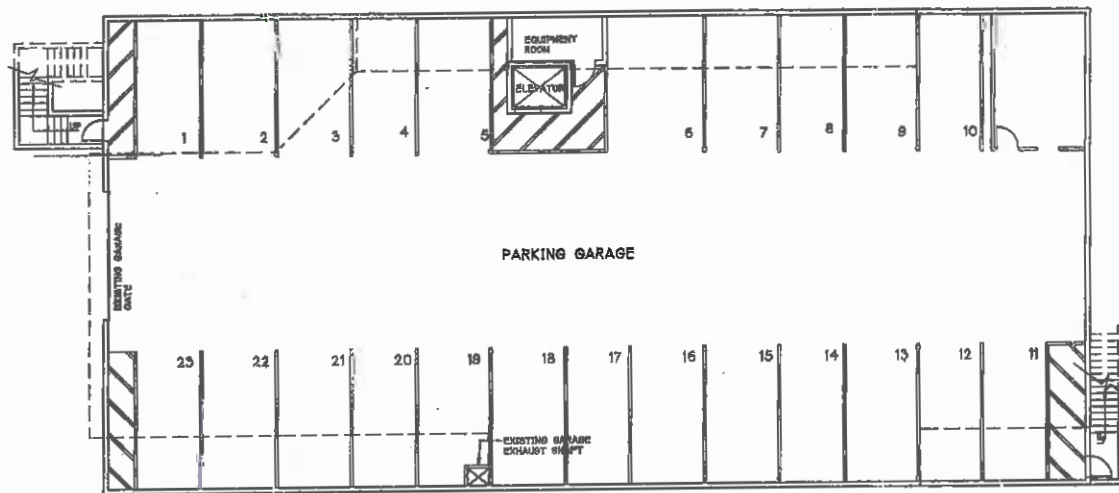 EQUIPMENT
ROOM
ELEVATOR
UP
1
2
3
4
5
6
7
8
9
10
EXISTING GARAGE
GATE
PARKING GARAGE
23
22
21
20
19
18
17
16
15
14
13
12
11
EXISTING GARAGE
EXHAUST SHAFT